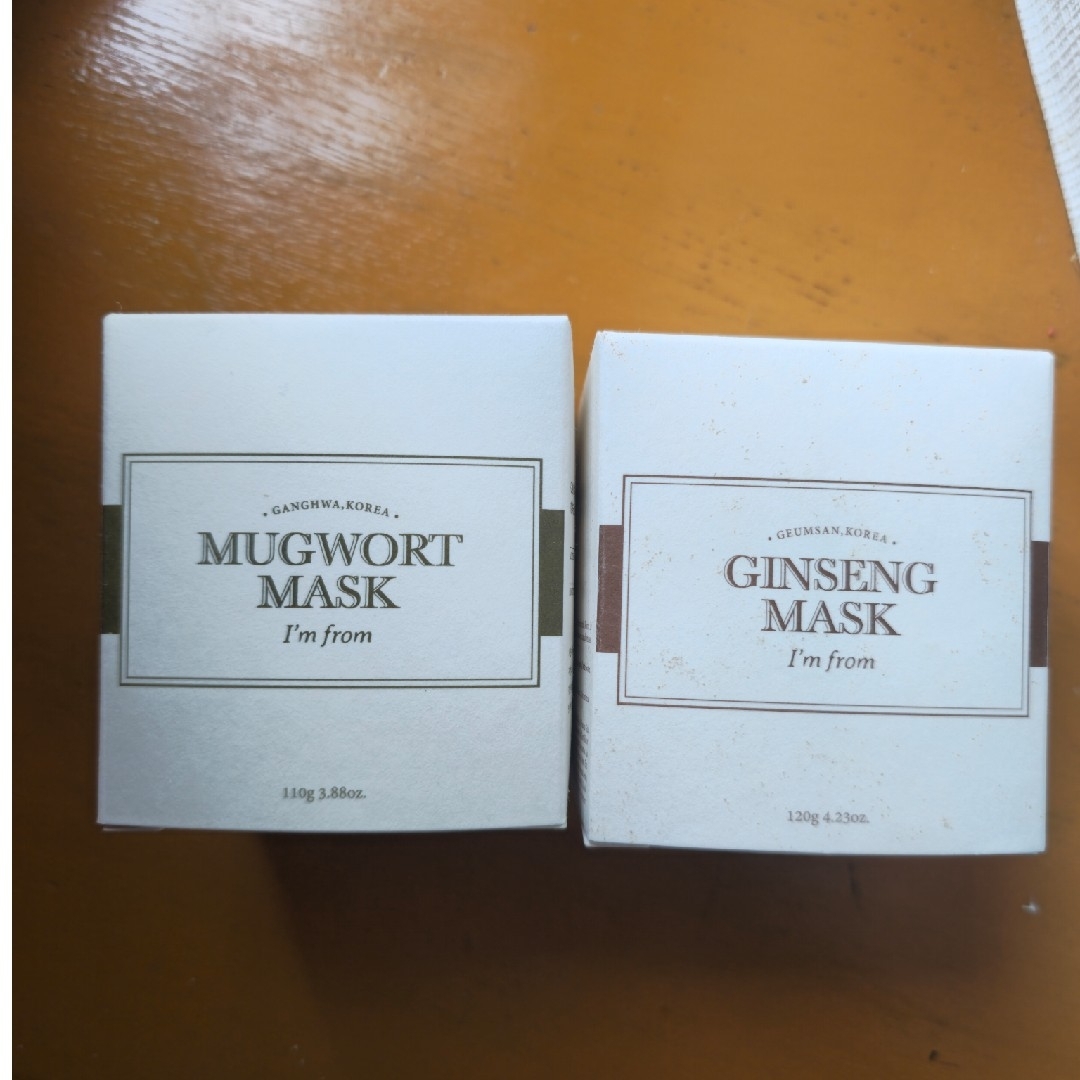 · GANGHWA,KOREA ·
MUGWORT
MASK
I'm from
110g 3.88oz.
· GEUMSAN,KOREA ·
GINSENG
MASK
I'm from
120g 4.23oz.